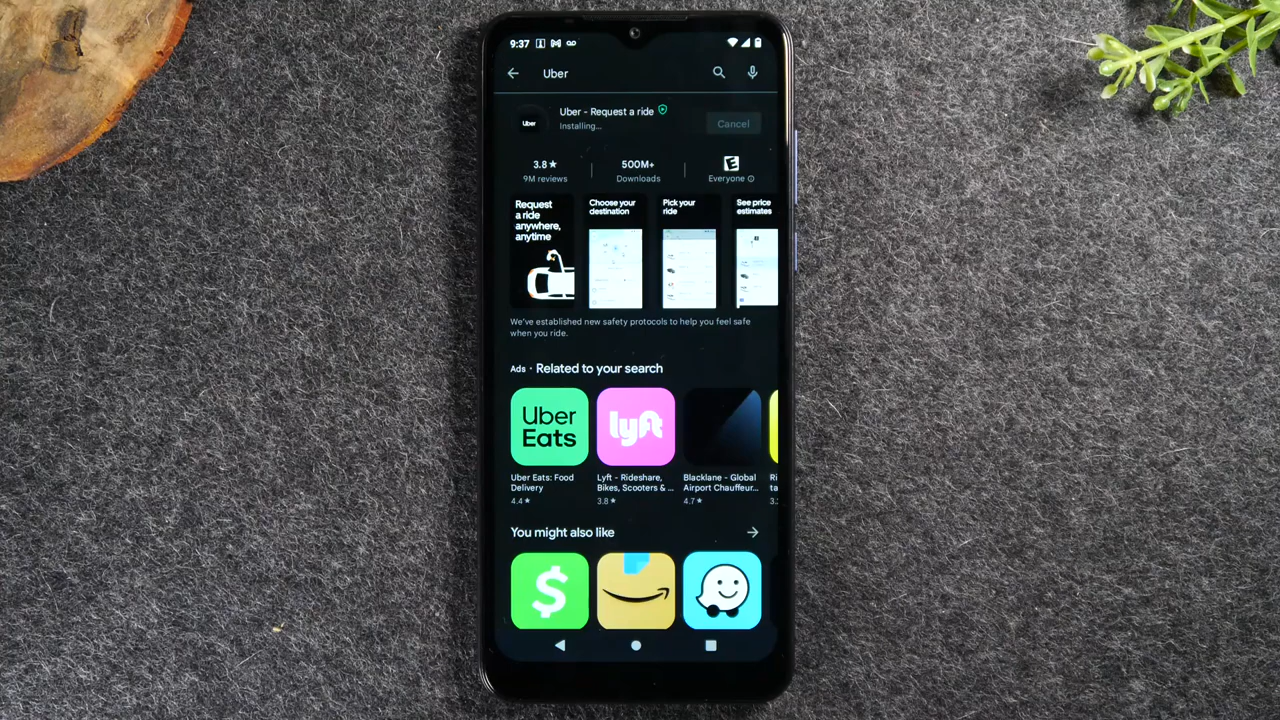 9:37
Uber
Uber
Uber - Request a ride
Installing...
Cancel
3.8★
9M reviews
500M+
Downloads
E
Everyone
Request
a ride
anywhere,
anytime
Choose your
destination
Pick your
ride
See price
estimates
We've established new safety protocols to help you feel safe
when you ride.
Ads · Related to your search
Uber
Eats
lyft
Uber Eats: Food
Delivery
4.4★
Lyft - Rideshare,
Bikes, Scooters & ...
3.8★
Blacklane - Global
Airport Chauffeur...
4.7★
Ri
ta
3.
You might also like
$